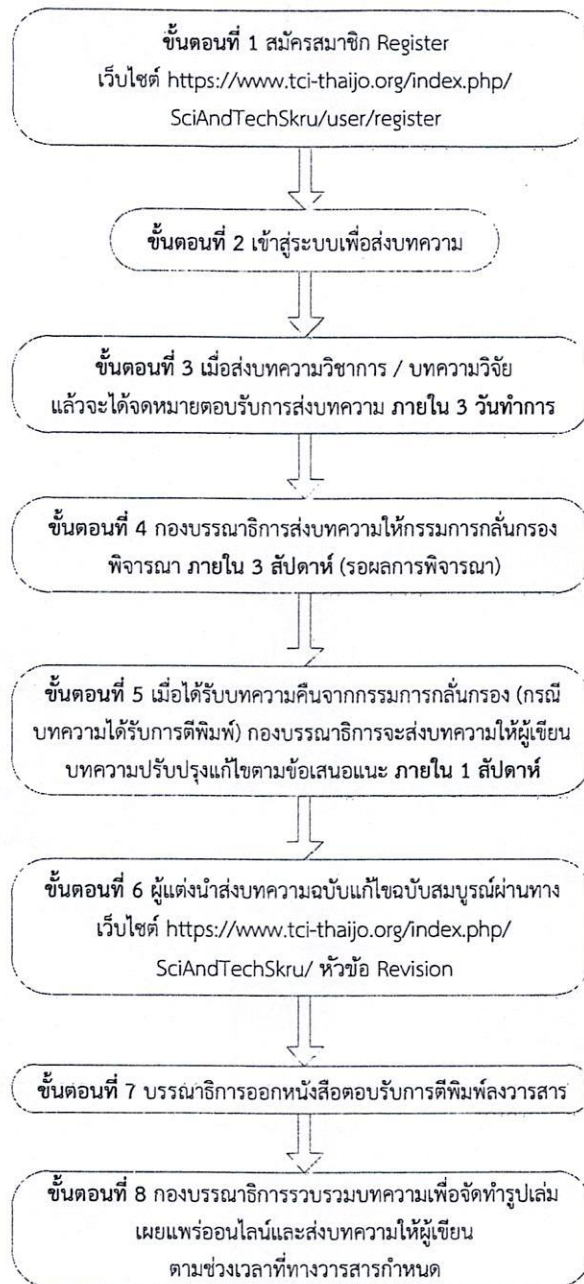 ขั้นตอนที่ 1 สมัครสมาชิก Register
เว็บไซต์ https://www.tci-thaijo.org/index.php/
SciAndTechSkru/user/register
ขั้นตอนที่ 2 เข้าสู่ระบบเพื่อส่งบทความ
ขั้นตอนที่ 3 เมื่อส่งบทความวิชาการ / บทความวิจัย
แล้วจะได้จดหมายตอบรับการส่งบทความ ภายใน 3 วันทำการ
ขั้นตอนที่ 4 กองบรรณาธิการส่งบทความให้กรรมการกลั่นกรอง
พิจารณา ภายใน 3 สัปดาห์ (รอผลการพิจารณา)
ขั้นตอนที่ 5 เมื่อได้รับบทความคืนจากกรรมการกลั่นกรอง (กรณี
บทความได้รับการตีพิมพ์) กองบรรณาธิการจะส่งบทความให้ผู้เขียน
บทความปรับปรุงแก้ไขตามข้อเสนอแนะ ภายใน 1 สัปดาห์
ขั้นตอนที่ 6 ผู้แต่งนำส่งบทความฉบับแก้ไขฉบับสมบูรณ์ผ่านทาง
เว็บไซต์ https://www.tci-thaijo.org/index.php/
SciAndTechSkru/ หัวข้อ Revision
ขั้นตอนที่ 7 บรรณาธิการออกหนังสือตอบรับการตีพิมพ์ลงวารสาร
ขั้นตอนที่ 8 กองบรรณาธิการรวบรวมบทความเพื่อจัดทำรูปเล่ม
เผยแพร่ออนไลน์และส่งบทความให้ผู้เขียน
ตามช่วงเวลาที่ทางวารสารกำหนด